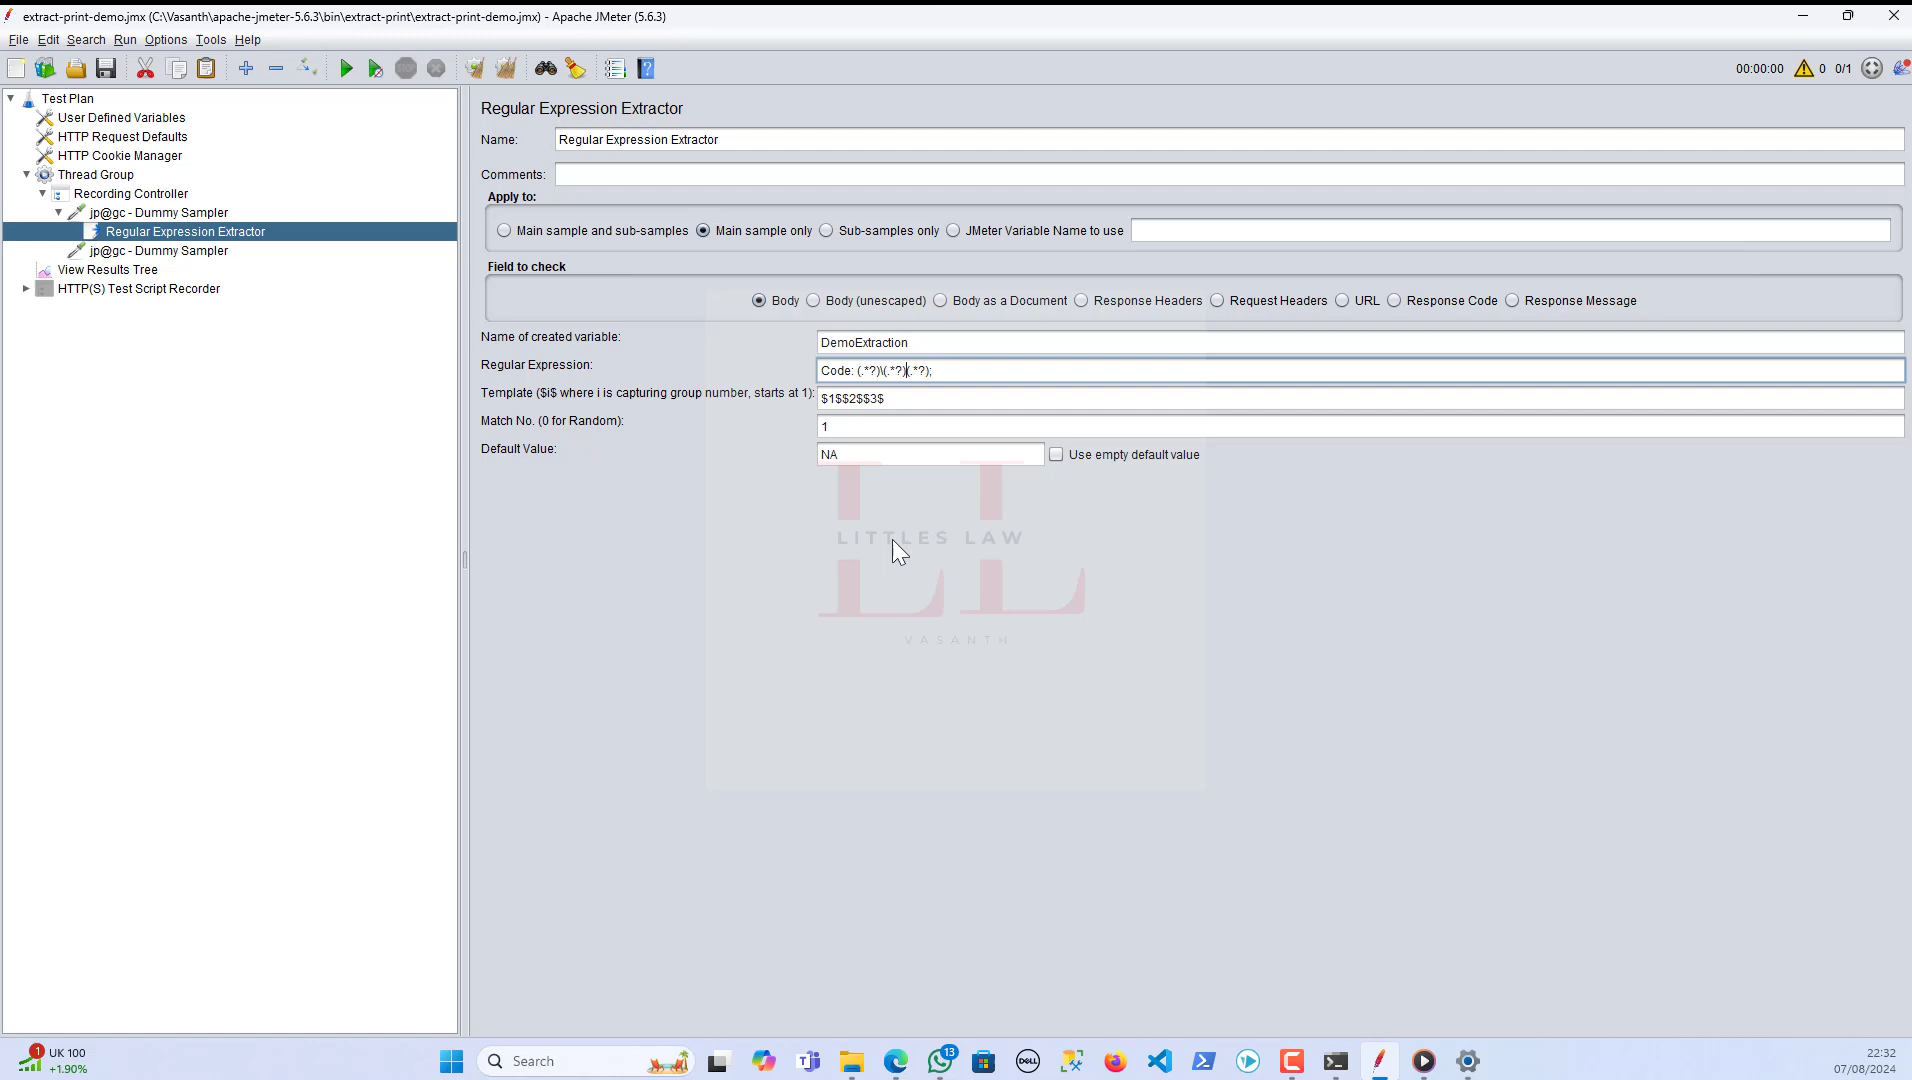 extract-print-demo.jmx (C:\Vasanth\apache-jmeter-5.6.3\bin\extract-print\extract-print-demo.jmx) - Apache JMeter (5.6.3)
File Edit Search Run Options Tools Help
00:00:00 0 0/1
Test Plan
User Defined Variables
HTTP Request Defaults
HTTP Cookie Manager
Thread Group
Recording Controller
jp@gc - Dummy Sampler
Regular Expression Extractor
jp@gc - Dummy Sampler
View Results Tree
HTTP(S) Test Script Recorder
Regular Expression Extractor
Name: Regular Expression Extractor
Comments:
Apply to:
Main sample and sub-samples Main sample only Sub-samples only JMeter Variable Name to use
Field to check
Body Body (unescaped) Body as a Document Response Headers Request Headers URL Response Code Response Message
Name of created variable: DemoExtraction
Regular Expression: Code: (.*?)\(.*?)(.*?);
Template ($i$ where i is capturing group number, starts at 1): $1$$2$$3$
Match No. (0 for Random): 1
Default Value: NA Use empty default value
LITTLES LAW
LL
VASANTH
1 UK 100
+1.90%
Search
13
DELL
22:32
07/08/2024